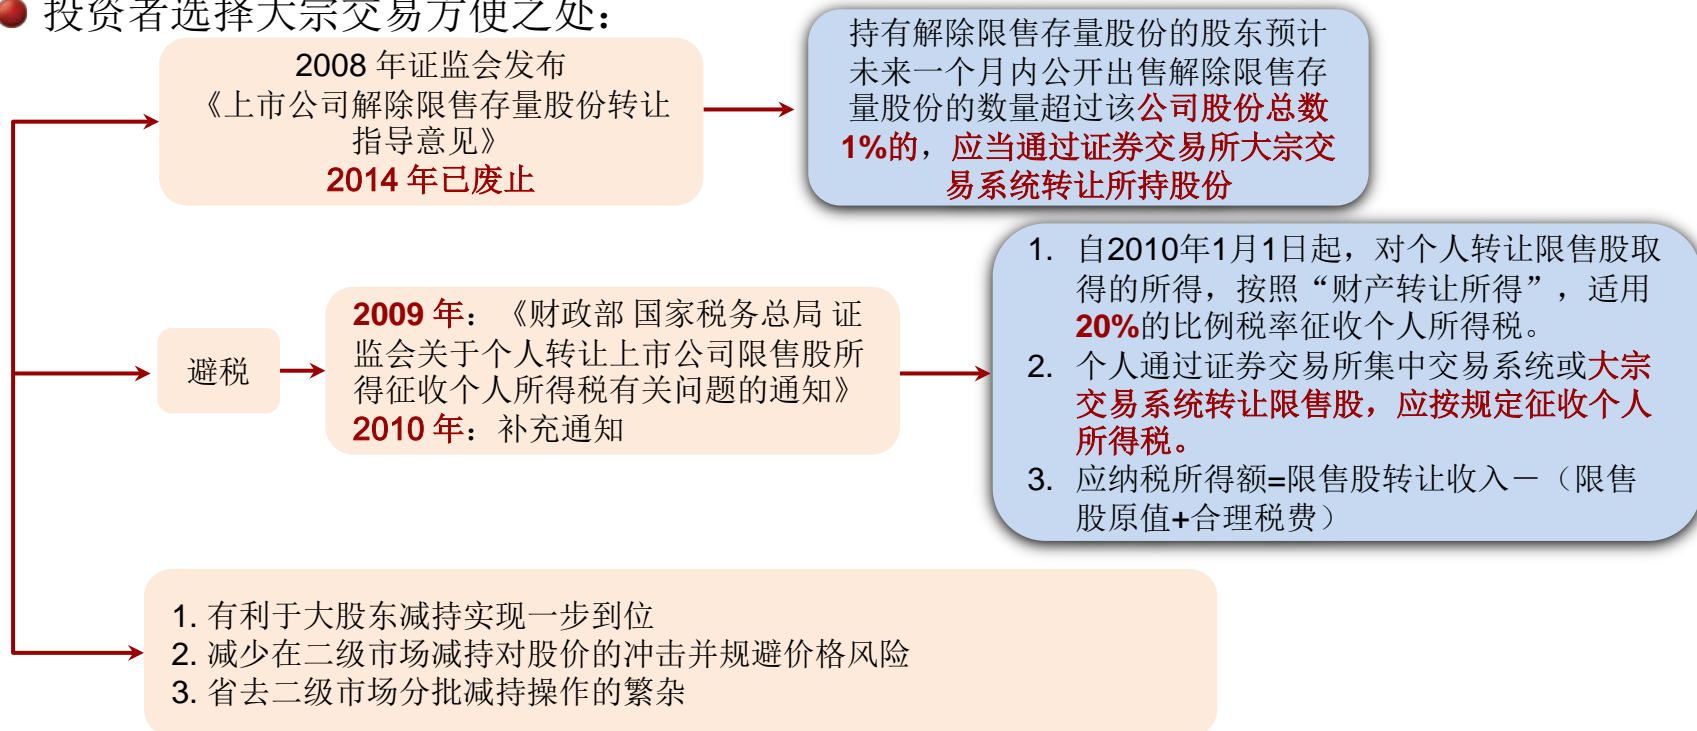 投资者选择大宗交易方便之处：
2008 年证监会发布
《上市公司解除限售存量股份转让
指导意见》
2014 年已废止
持有解除限售存量股份的股东预计
未来一个月内公开出售解除限售存
量股份的数量超过该公司股份总数
1%的，应当通过证券交易所大宗交
易系统转让所持股份
避税
2009 年：《财政部 国家税务总局 证
监会关于个人转让上市公司限售股所
得征收个人所得税有关问题的通知》
2010 年：补充通知
1. 自2010年1月1日起，对个人转让限售股取
得的所得，按照“财产转让所得”，适用
20%的比例税率征收个人所得税。
2. 个人通过证券交易所集中交易系统或大宗
交易系统转让限售股，应按规定征收个人
所得税。
3. 应纳税所得额=限售股转让收入－（限售
股原值+合理税费）
1. 有利于大股东减持实现一步到位
2. 减少在二级市场减持对股价的冲击并规避价格风险
3. 省去二级市场分批减持操作的繁杂